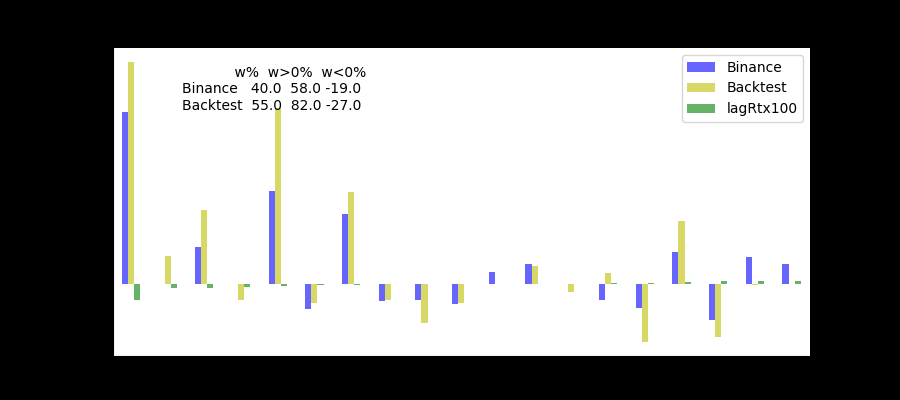 w% w>0% w<0%
Binance 40.0 58.0 -19.0
Backtest 55.0 82.0 -27.0
Binance
Backtest
lagRtx100